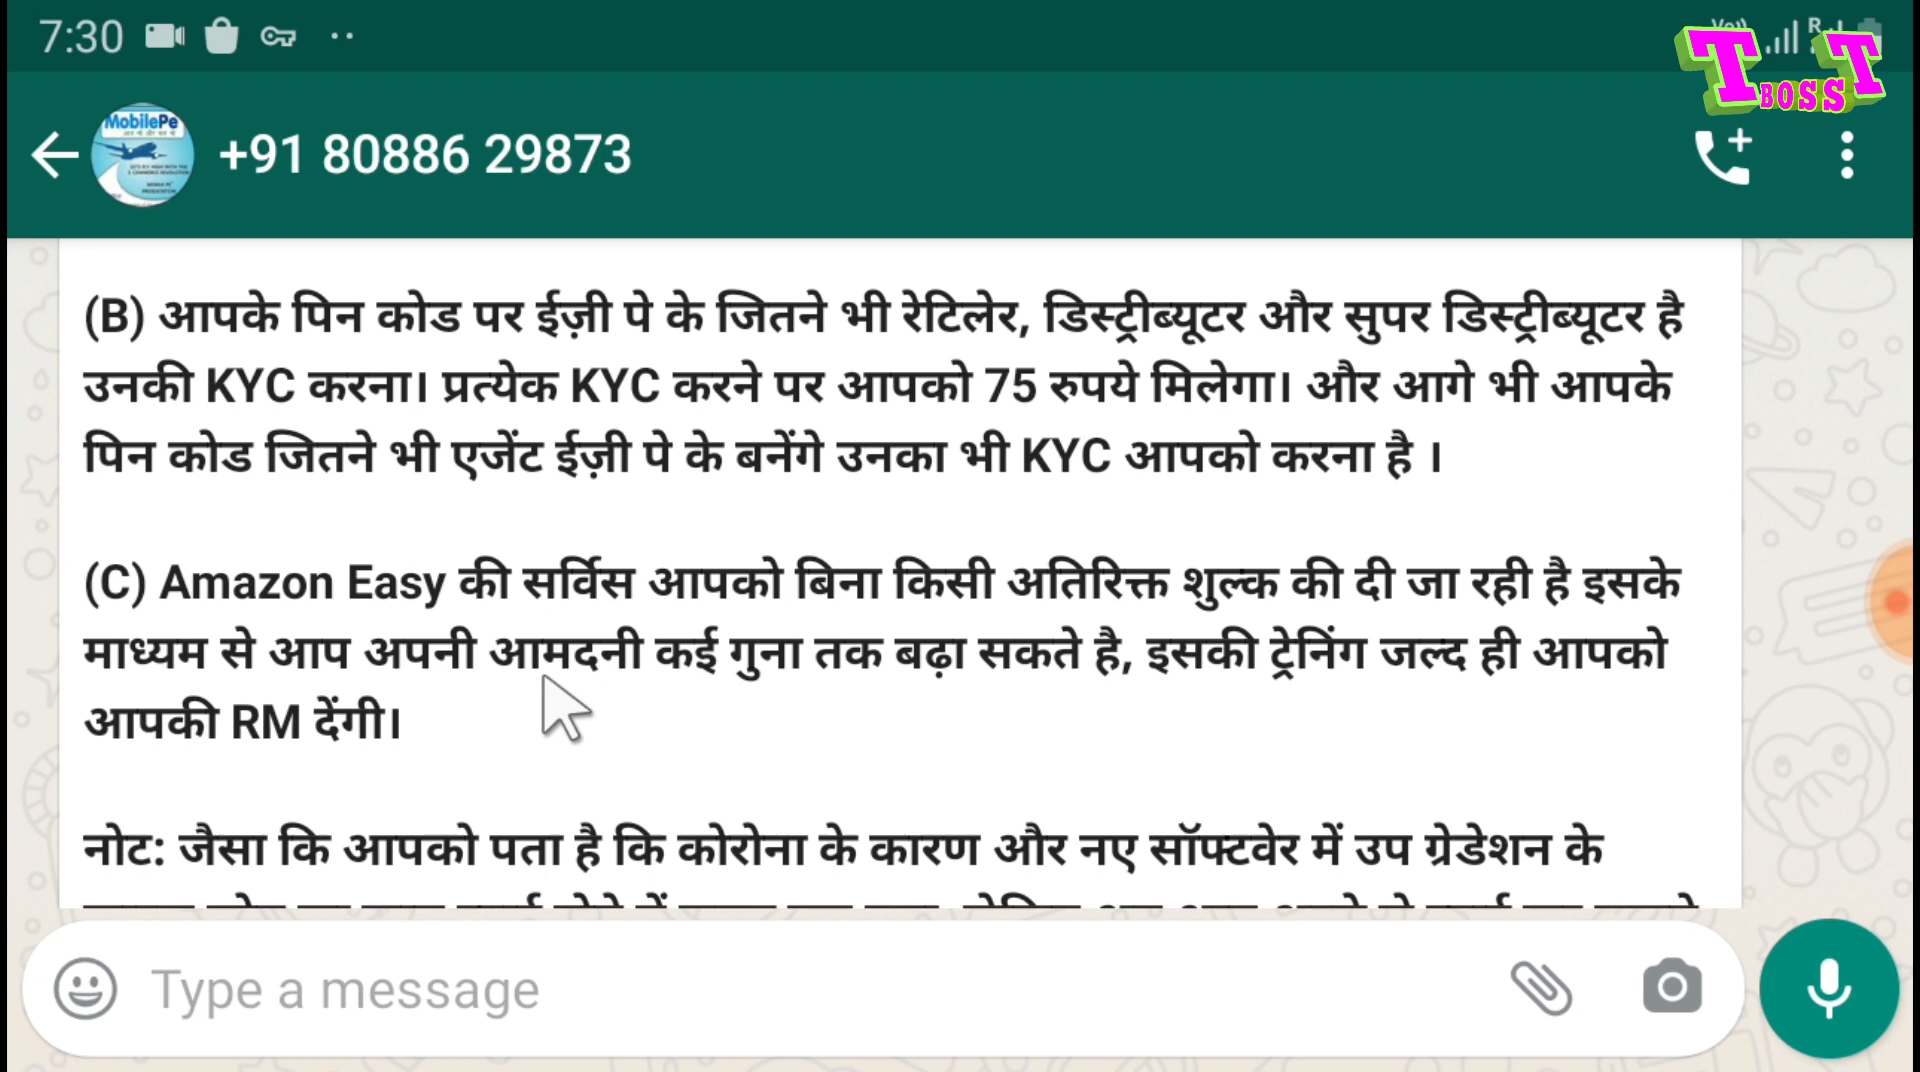 7:30
T BOSS T
MobilePe
+91 80886 29873
(B) आपके पिन कोड पर ईज़ी पे के जितने भी रेटिलेर, डिस्ट्रीब्यूटर और सुपर डिस्ट्रीब्यूटर है
उनकी KYC करना। प्रत्येक KYC करने पर आपको 75 रुपये मिलेगा। और आगे भी आपके
पिन कोड जितने भी एजेंट ईज़ी पे के बनेंगे उनका भी KYC आपको करना है ।
(C) Amazon Easy की सर्विस आपको बिना किसी अतिरिक्त शुल्क की दी जा रही है इसके
माध्यम से आप अपनी आमदनी कई गुना तक बढ़ा सकते है, इसकी ट्रेनिंग जल्द ही आपको
आपकी RM देंगी।
नोट: जैसा कि आपको पता है कि कोरोना के कारण और नए सॉफ्टवेर में उप ग्रेडेशन के
Type a message